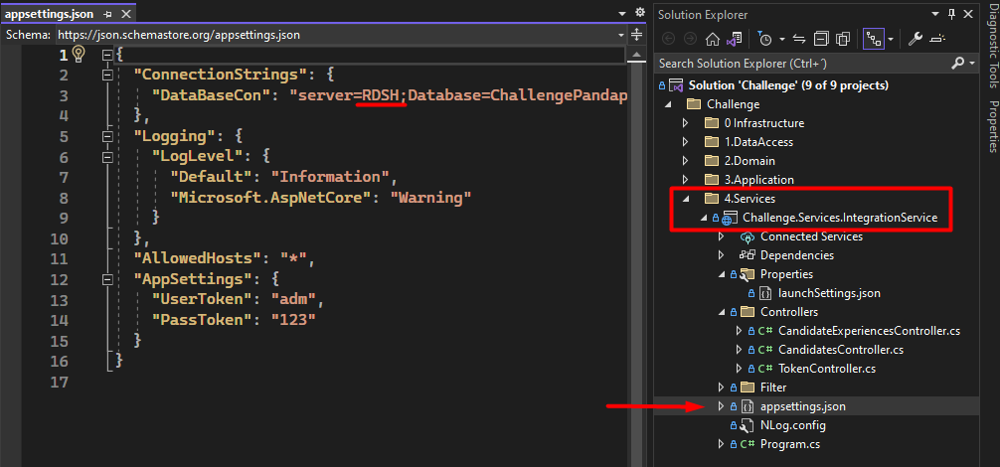 appsettings.json
Schema: https://json.schemastore.org/appsettings.json
1 {
2 "ConnectionStrings": {
3 "DataBaseCon": "server=RDSH;Database=ChallengePandap
4 },
5 "Logging": {
6 "LogLevel": {
7 "Default": "Information",
8 "Microsoft.AspNetCore": "Warning"
9 }
10 },
11 "AllowedHosts": "*",
12 "AppSettings": {
13 "UserToken": "adm",
14 "PassToken": "123"
15 }
16 }
17
Solution Explorer
Search Solution Explorer (Ctrl+´)
Solution 'Challenge' (9 of 9 projects)
Challenge
0 Infrastructure
1.DataAccess
2.Domain
3.Application
4.Services
Challenge.Services.IntegrationService
Connected Services
Dependencies
Properties
launchSettings.json
Controllers
C# CandidateExperiencesController.cs
C# CandidatesController.cs
C# TokenController.cs
Filter
appsettings.json
NLog.config
C# Program.cs
Diagnostic Tools
Properties